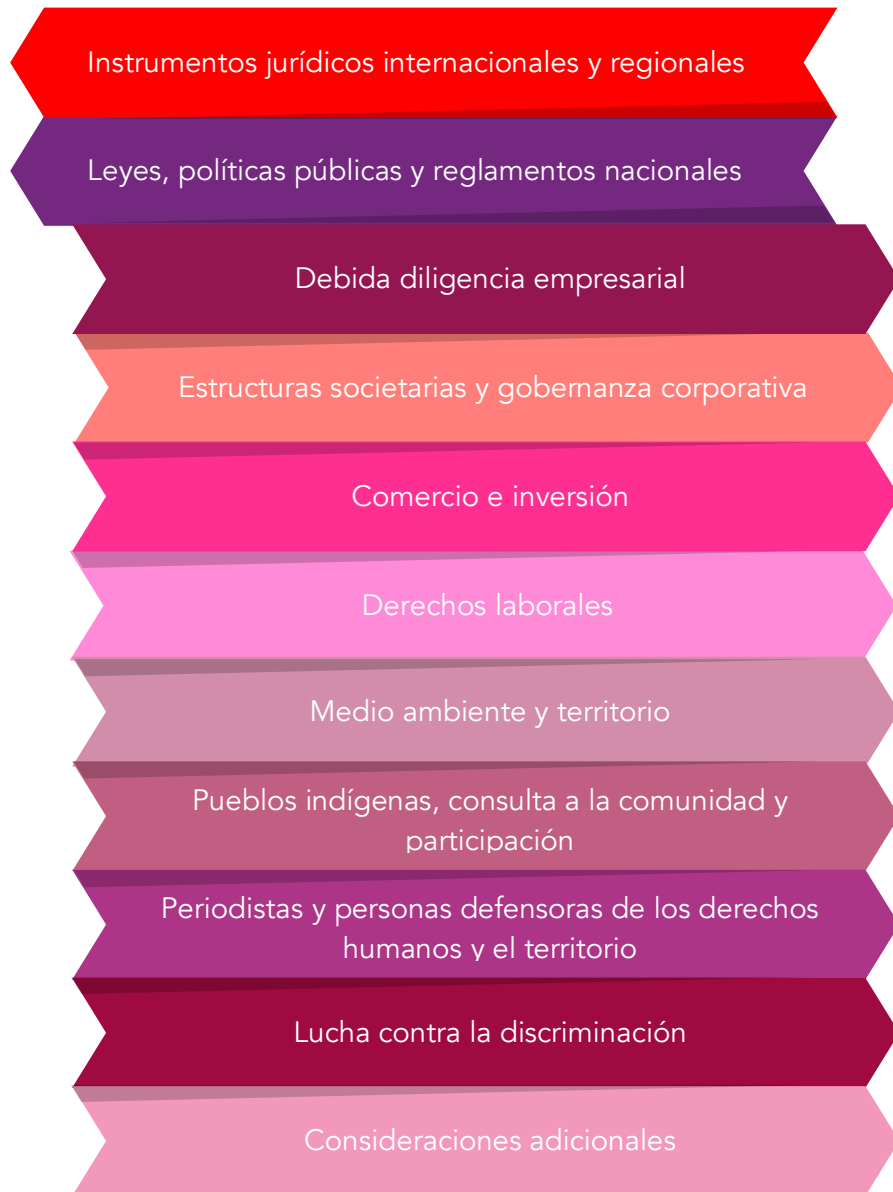 Instrumentos jurídicos internacionales y regionales
Leyes, políticas públicas y reglamentos nacionales
Debida diligencia empresarial
Estructuras societarias y gobernanza corporativa
Comercio e inversión
Derechos laborales
Medio ambiente y territorio
Pueblos indígenas, consulta a la comunidad y
participación
Periodistas y personas defensoras de los derechos
humanos y el territorio
Lucha contra la discriminación
Consideraciones adicionales